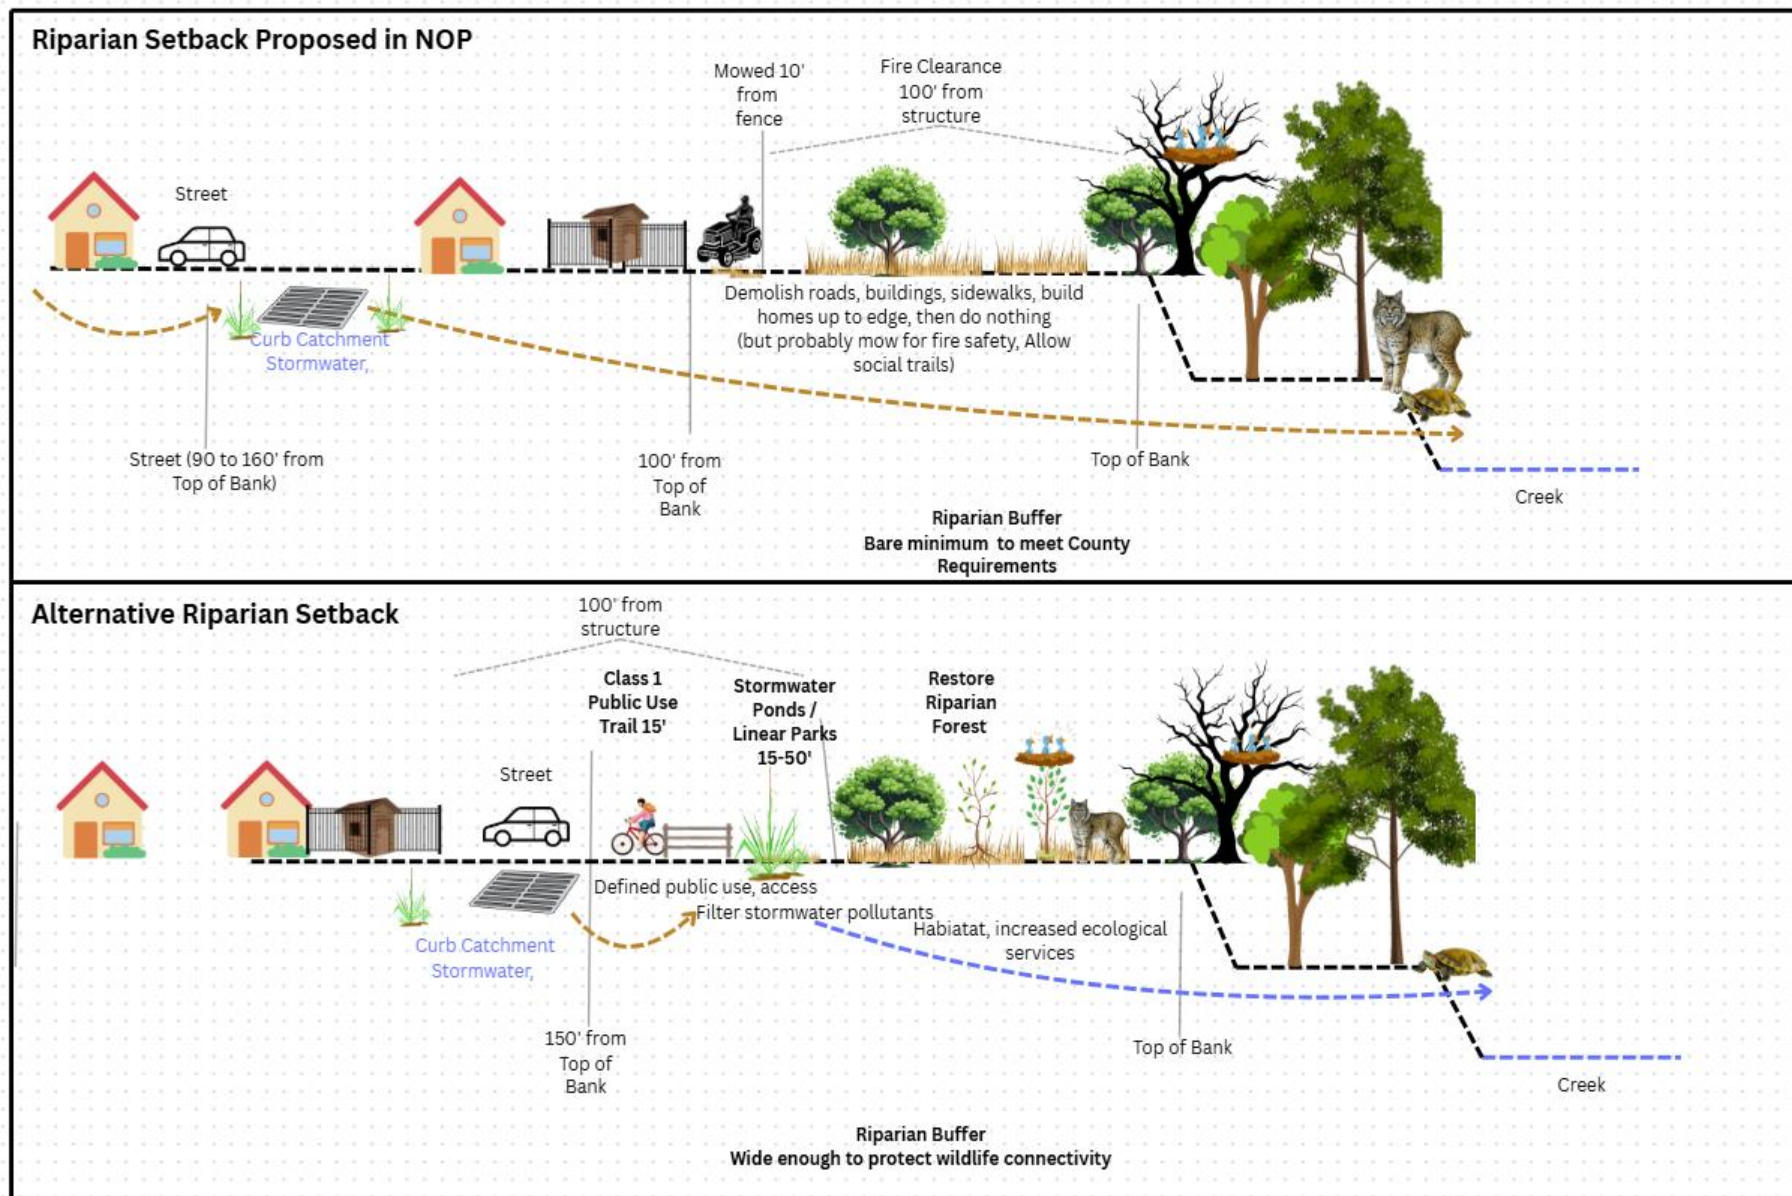 Riparian Setback Proposed in NOP
Mowed 10'
from
fence
Fire Clearance
100' from
structure
Street
Demolish roads, buildings, sidewalks, build
homes up to edge, then do nothing
(but probably mow for fire safety, Allow
social trails)
Curb Catchment
Stormwater,
Street (90 to 160' from
Top of Bank)
100' from
Top of
Bank
Top of Bank
Creek
Riparian Buffer
Bare minimum to meet County
Requirements
Alternative Riparian Setback
100' from
structure
Class 1
Public Use
Trail 15'
Stormwater
Ponds /
Linear Parks
15-50'
Restore
Riparian
Forest
Street
Defined public use, access
Filter stormwater pollutants
Habiatat, increased ecological
services
Curb Catchment
Stormwater,
150' from
Top of
Bank
Top of Bank
Creek
Riparian Buffer
Wide enough to protect wildlife connectivity